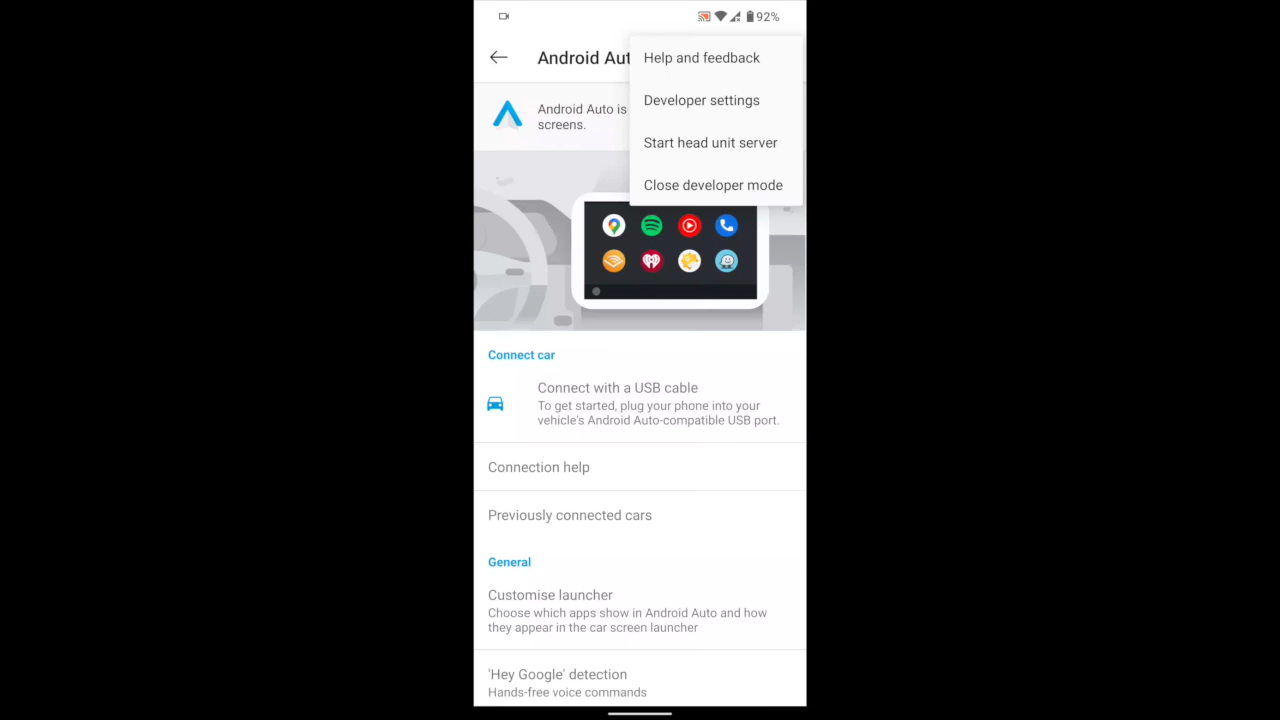 92%
Android Aut
Help and feedback
Developer settings
Start head unit server
Close developer mode
Android Auto is
screens.
Connect car
Connect with a USB cable
To get started, plug your phone into your
vehicle's Android Auto-compatible USB port.
Connection help
Previously connected cars
General
Customise launcher
Choose which apps show in Android Auto and how
they appear in the car screen launcher
'Hey Google' detection
Hands-free voice commands